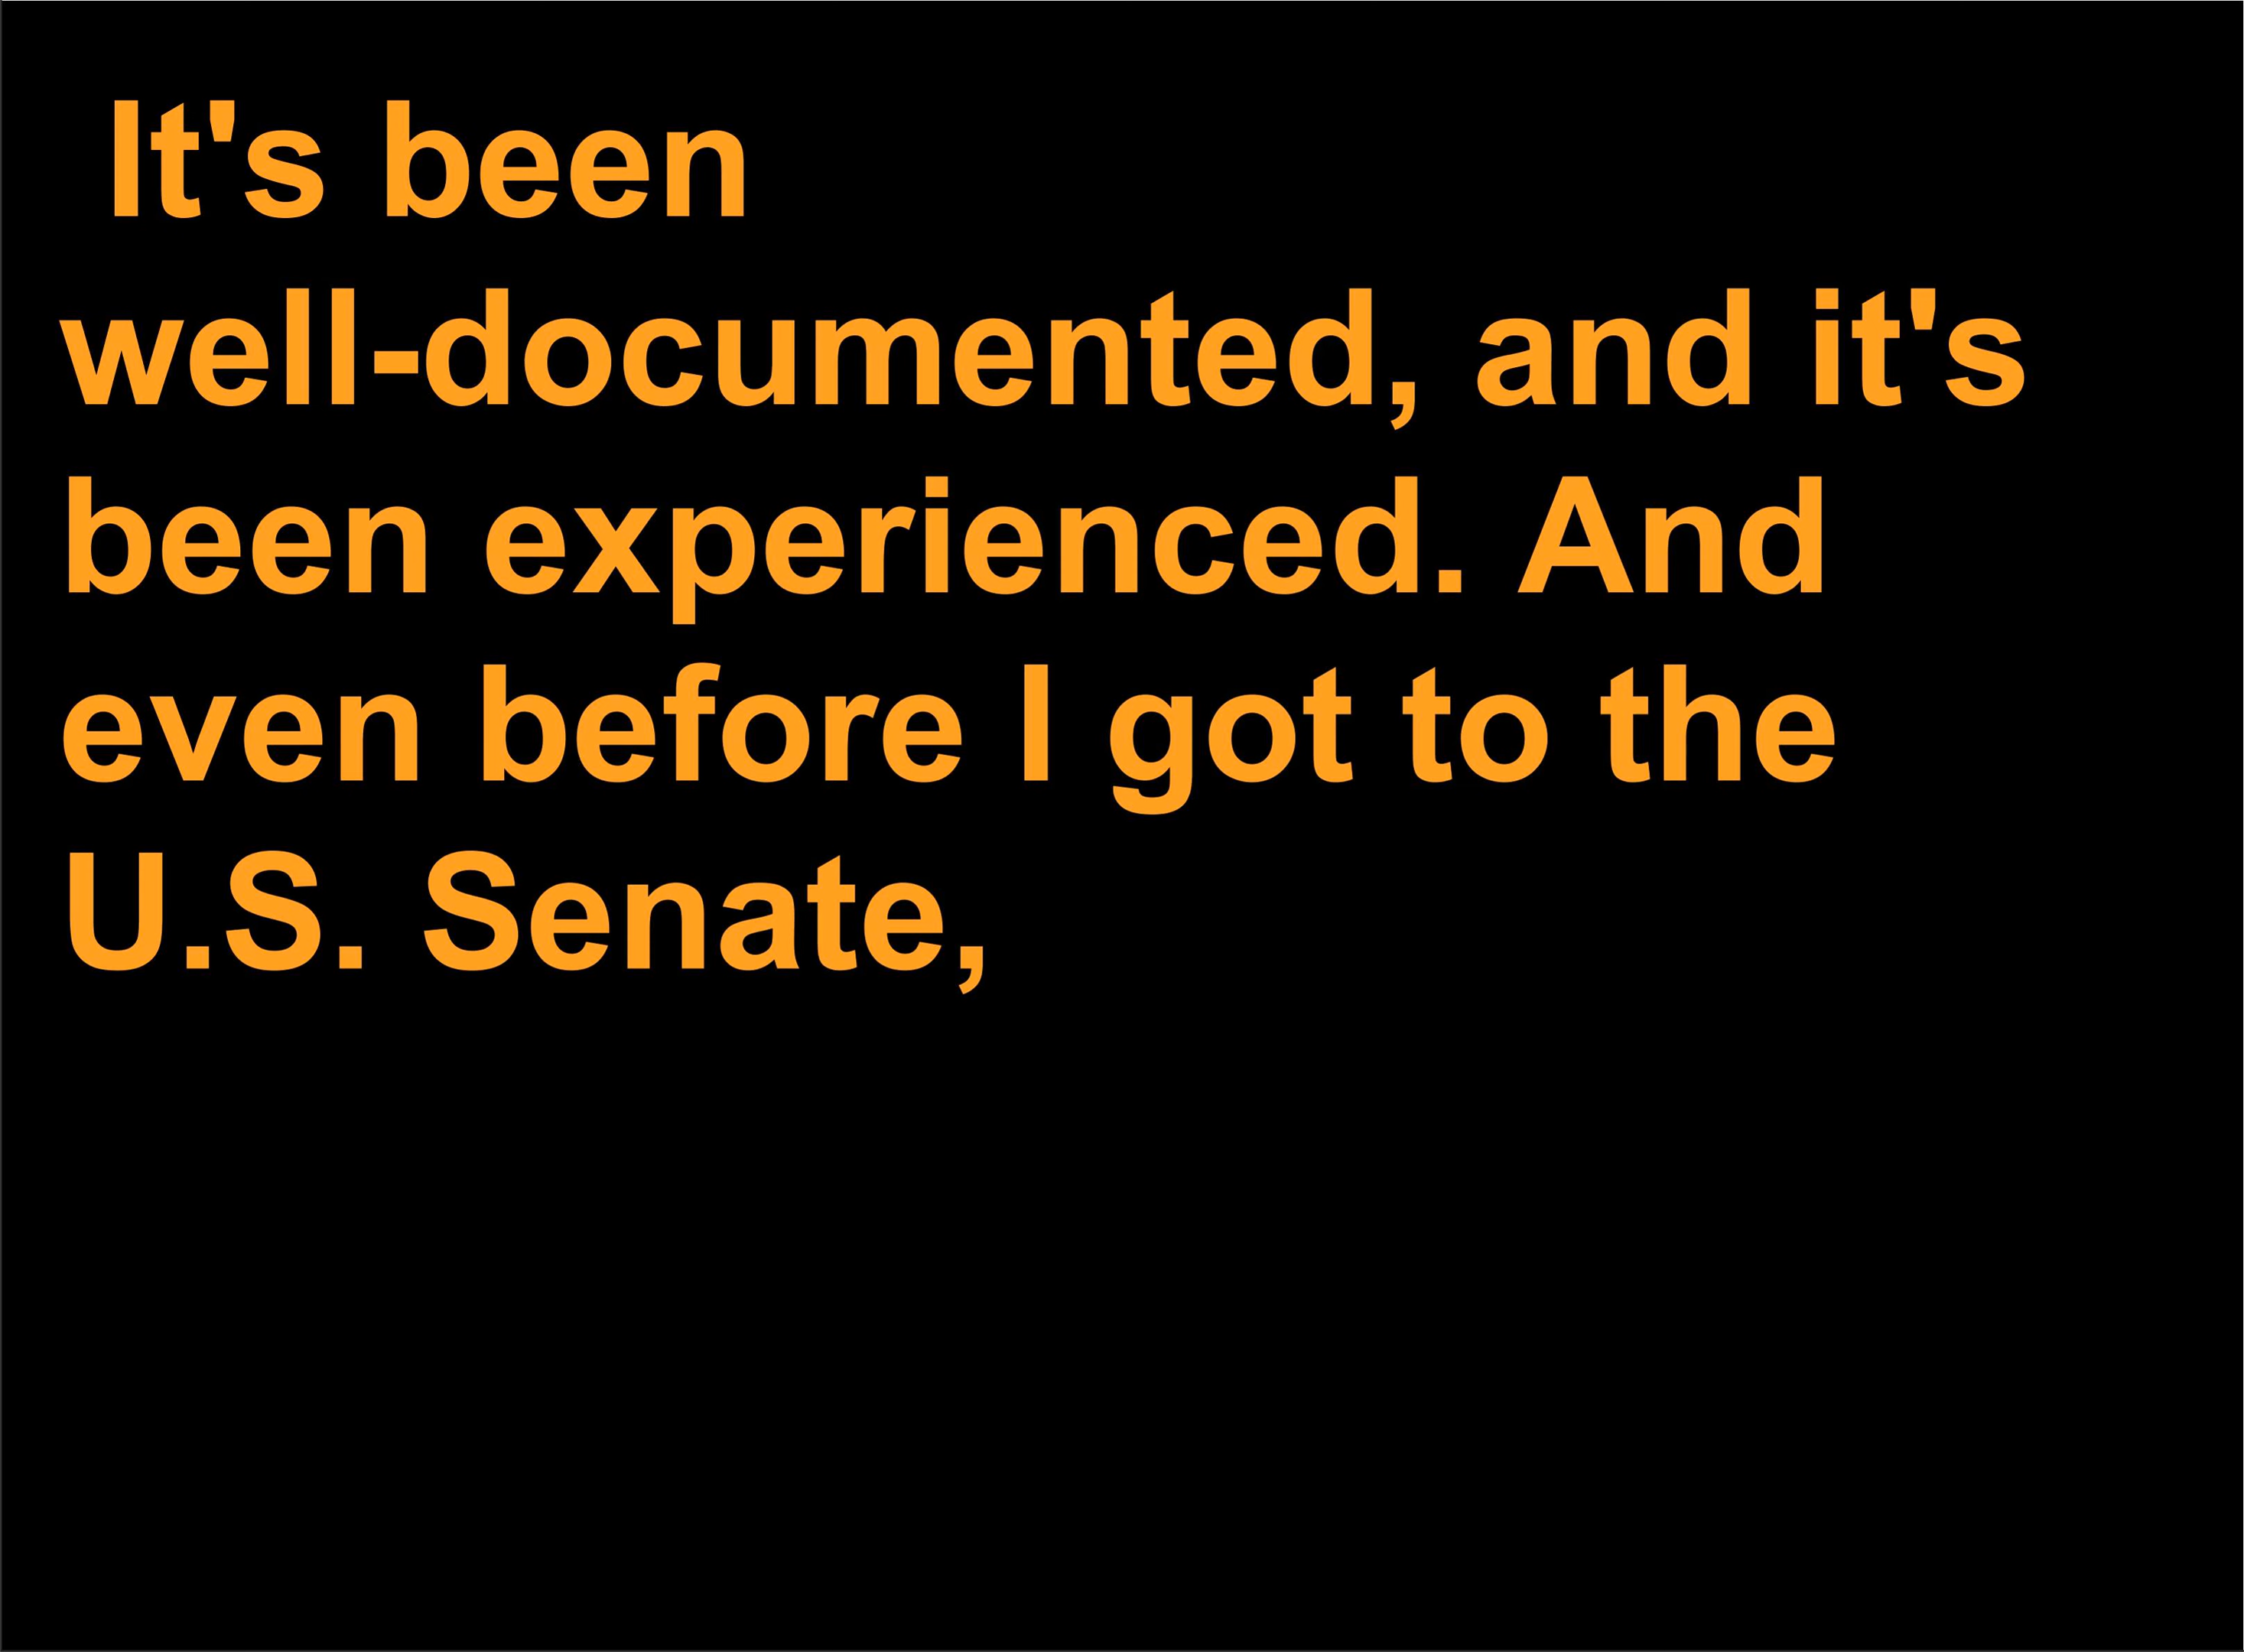 It's been
well-documented, and it's
been experienced. And
even before I got to the
U.S. Senate,